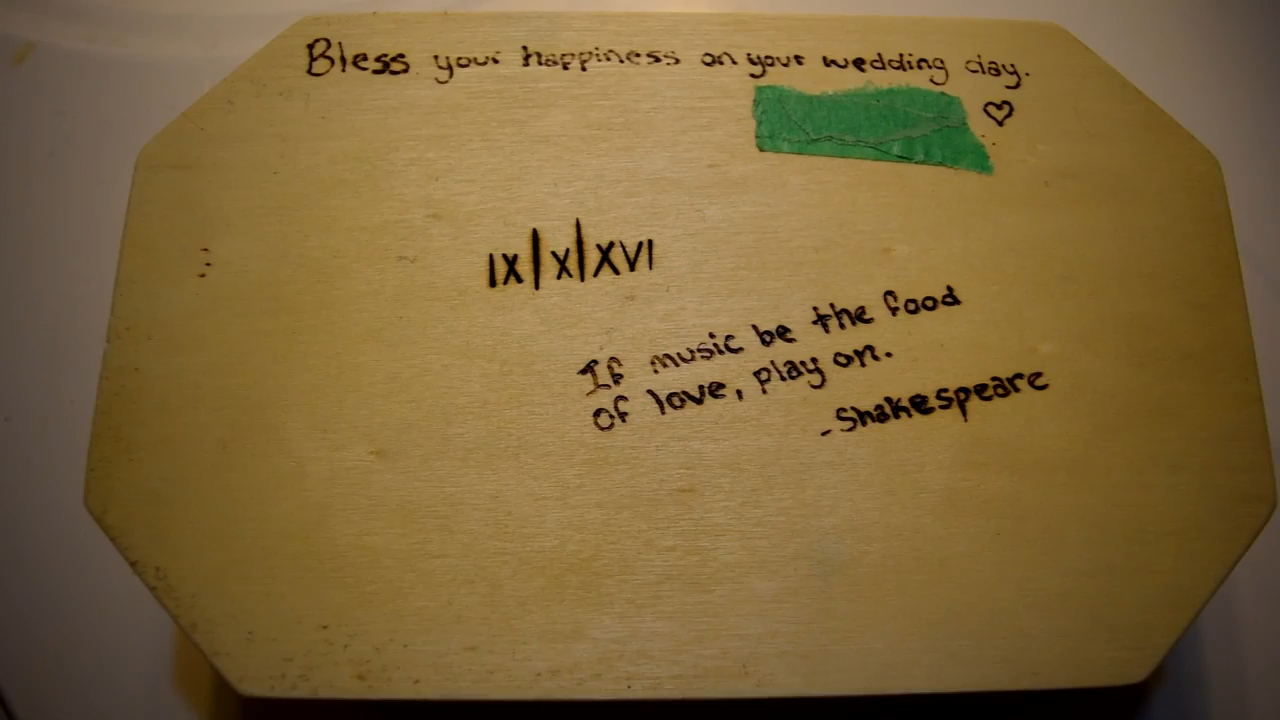 Bless your happiness on your wedding day.
IX|X|XVI
If music be the food
of love, play on.
-Shakespeare